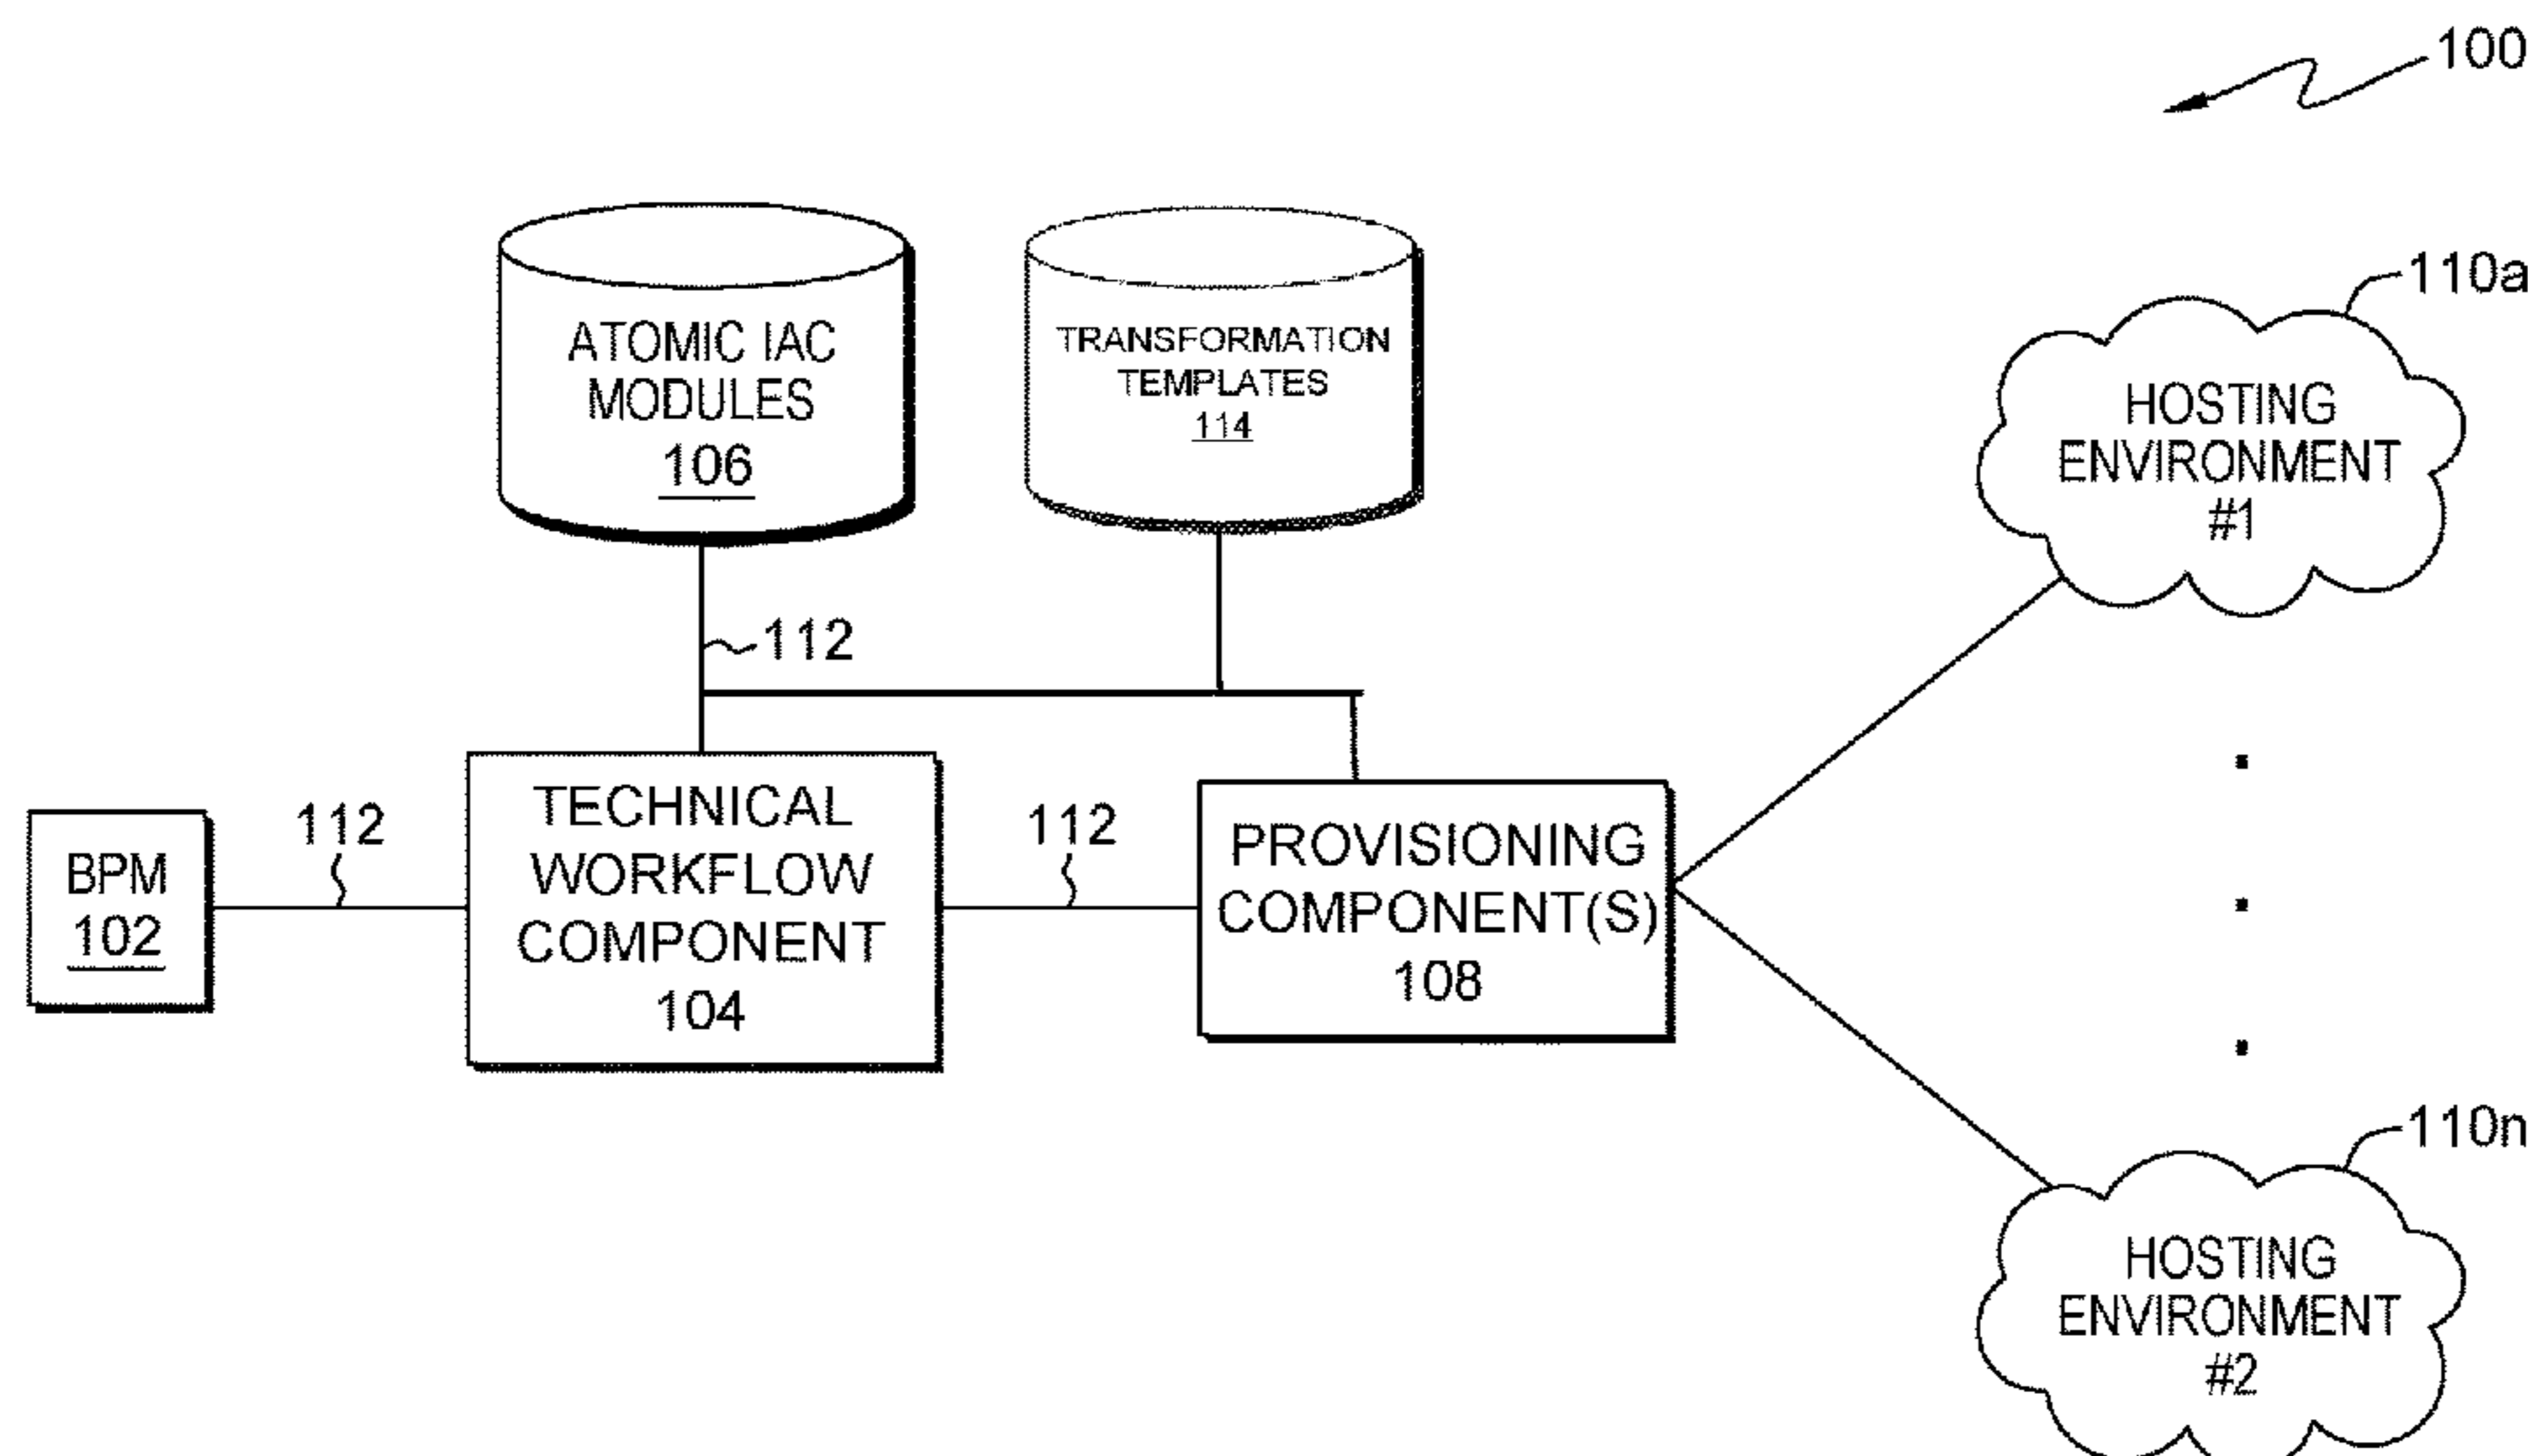 100
ATOMIC IAC
MODULES
106
TRANSFORMATION
TEMPLATES
114
110a
HOSTING
ENVIRONMENT
#1
112
BPM
102
112
TECHNICAL
WORKFLOW
COMPONENT
104
112
PROVISIONING
COMPONENT(S)
108
110n
HOSTING
ENVIRONMENT
#2